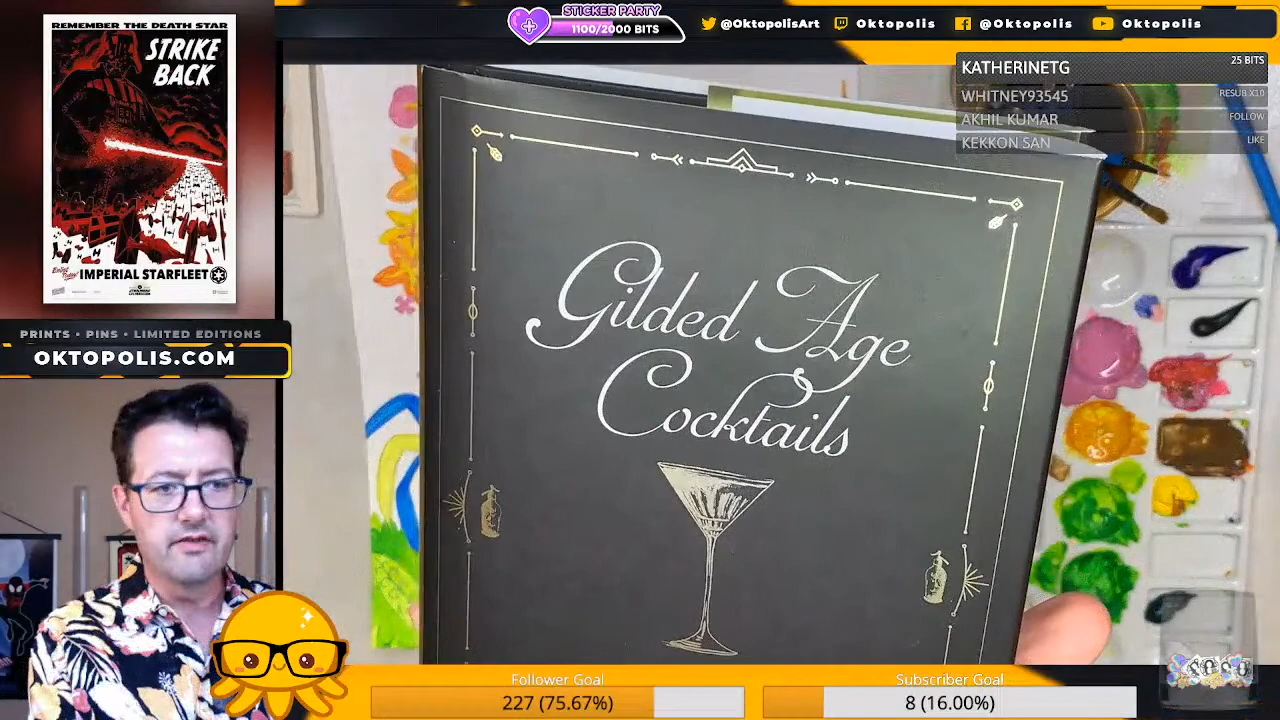 REMEMBER THE DEATH STAR
STRIKE
BACK
Enlist Today!
IMPERIAL STARFLEET
PRINTS • PINS • LIMITED EDITIONS
OKTOPOLIS.COM
STICKER PARTY
1100/2000 BITS
@OktopolisArt
Oktopolis
@Oktopolis
Oktopolis
KATHERINETG 25 BITS
WHITNEY93545 RESUB X10
AKHIL KUMAR FOLLOW
KEKKON SAN LIKE
Gilded Age
Cocktails
Follower Goal
227 (75.67%)
Subscriber Goal
8 (16.00%)